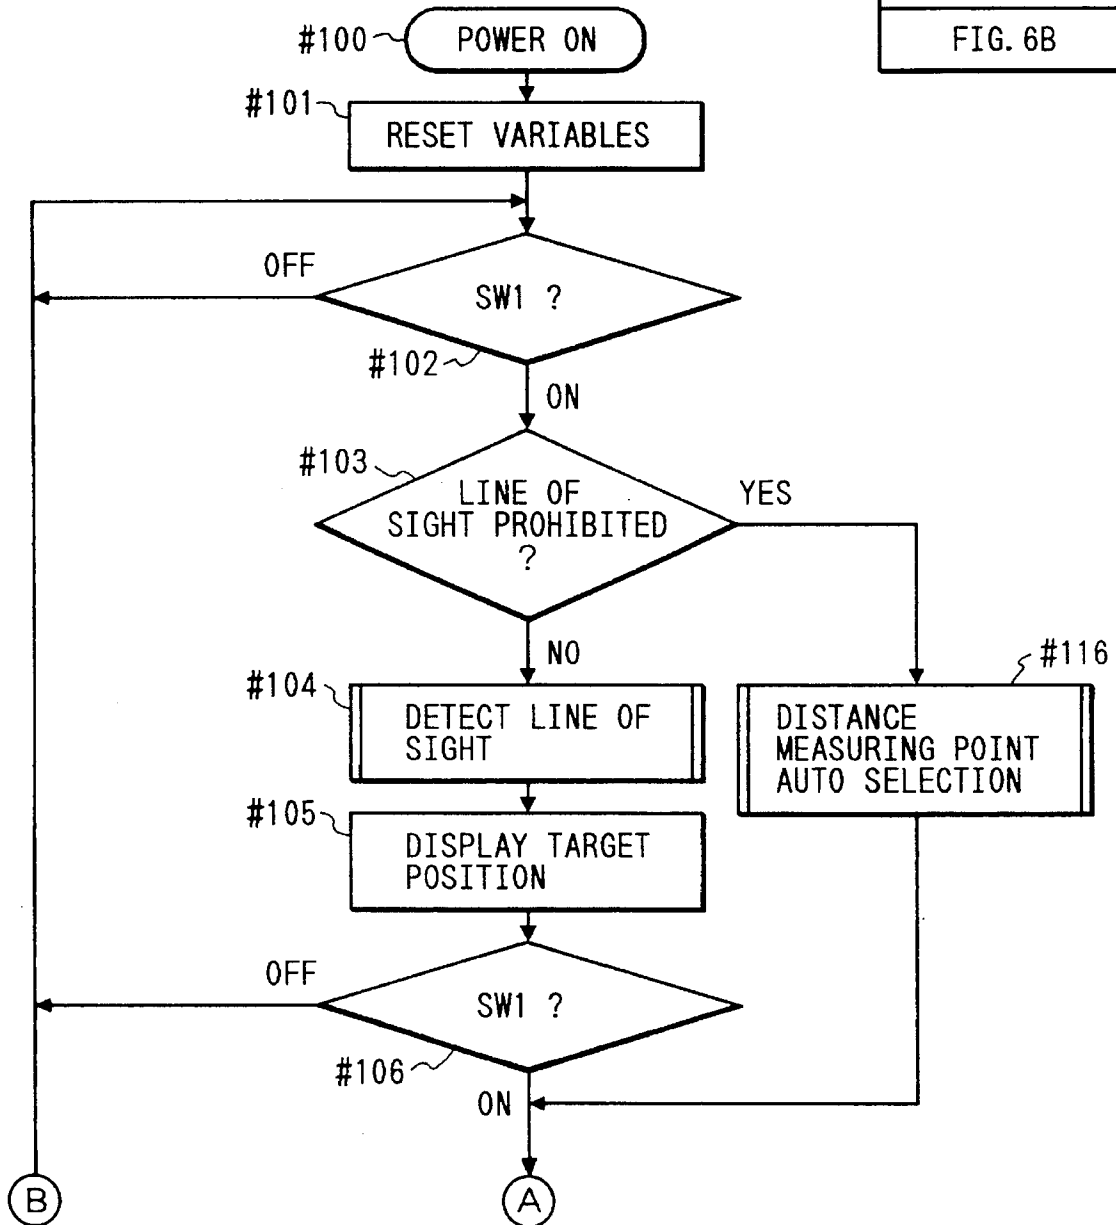 #100
POWER ON
FIG. 6B
#101
RESET VARIABLES
OFF
SW1 ?
#102
ON
#103
LINE OF
SIGHT PROHIBITED
?
YES
NO
#116
#104
DETECT LINE OF
SIGHT
DISTANCE
MEASURING POINT
AUTO SELECTION
#105
DISPLAY TARGET
POSITION
OFF
SW1 ?
#106
ON
B
A